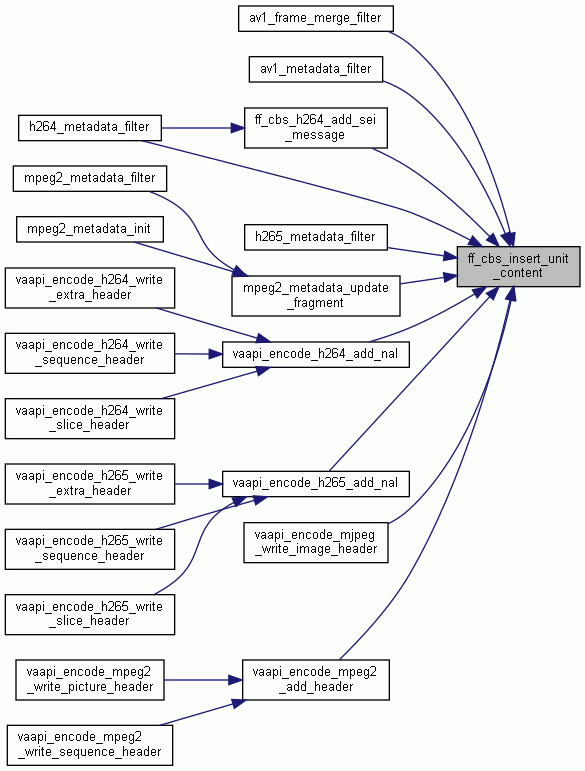 av1_frame_merge_filter
av1_metadata_filter
ff_cbs_h264_add_sei
_message
h264_metadata_filter
mpeg2_metadata_filter
mpeg2_metadata_init
h265_metadata_filter
ff_cbs_insert_unit
_content
mpeg2_metadata_update
_fragment
vaapi_encode_h264_write
_extra_header
vaapi_encode_h264_write
_sequence_header
vaapi_encode_h264_add_nal
vaapi_encode_h264_write
_slice_header
vaapi_encode_h265_write
_extra_header
vaapi_encode_h265_add_nal
vaapi_encode_h265_write
_sequence_header
vaapi_encode_mjpeg
_write_image_header
vaapi_encode_h265_write
_slice_header
vaapi_encode_mpeg2
_write_picture_header
vaapi_encode_mpeg2
_add_header
vaapi_encode_mpeg2
_write_sequence_header